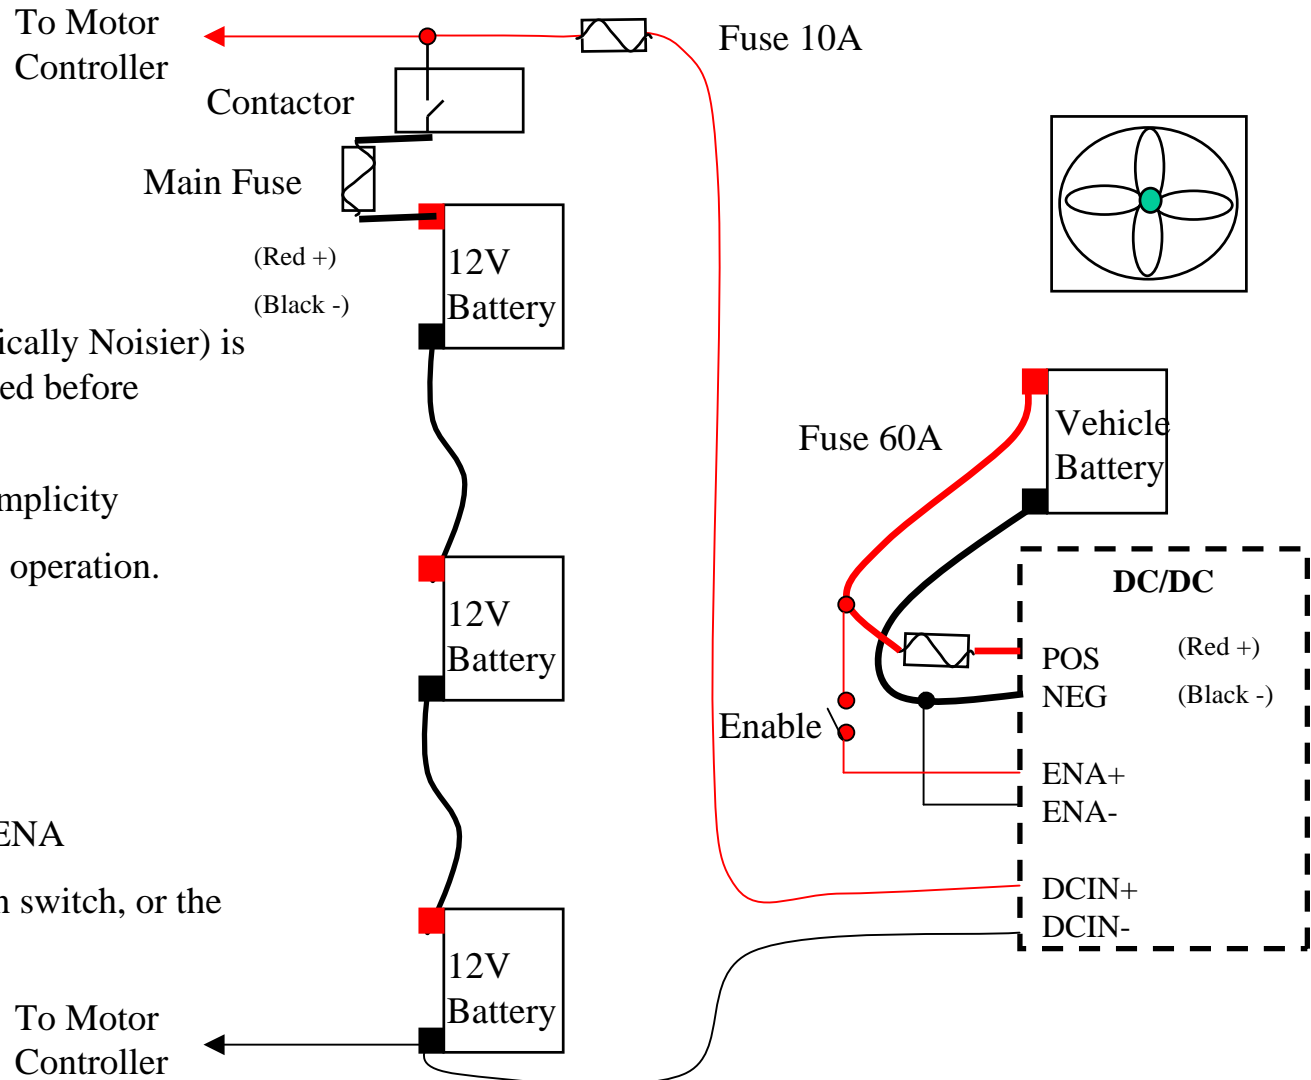 To Motor
Controller
Fuse 10A
Contactor
Main Fuse
(Red +)
(Black -)
12V
Battery
ically Noisier) is
ed before
Fuse 60A
Vehicle
Battery
mplicity
operation.
12V
Battery
DC/DC
POS
(Red +)
NEG
(Black -)
Enable
ENA+
ENA-
ENA
n switch, or the
DCIN+
DCIN-
12V
Battery
To Motor
Controller